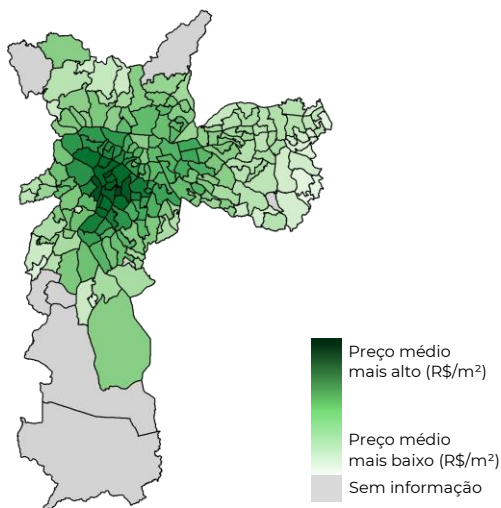 Preço médio
mais alto (R$/m²)
Preço médio
mais baixo (R$/m²)
Sem informação